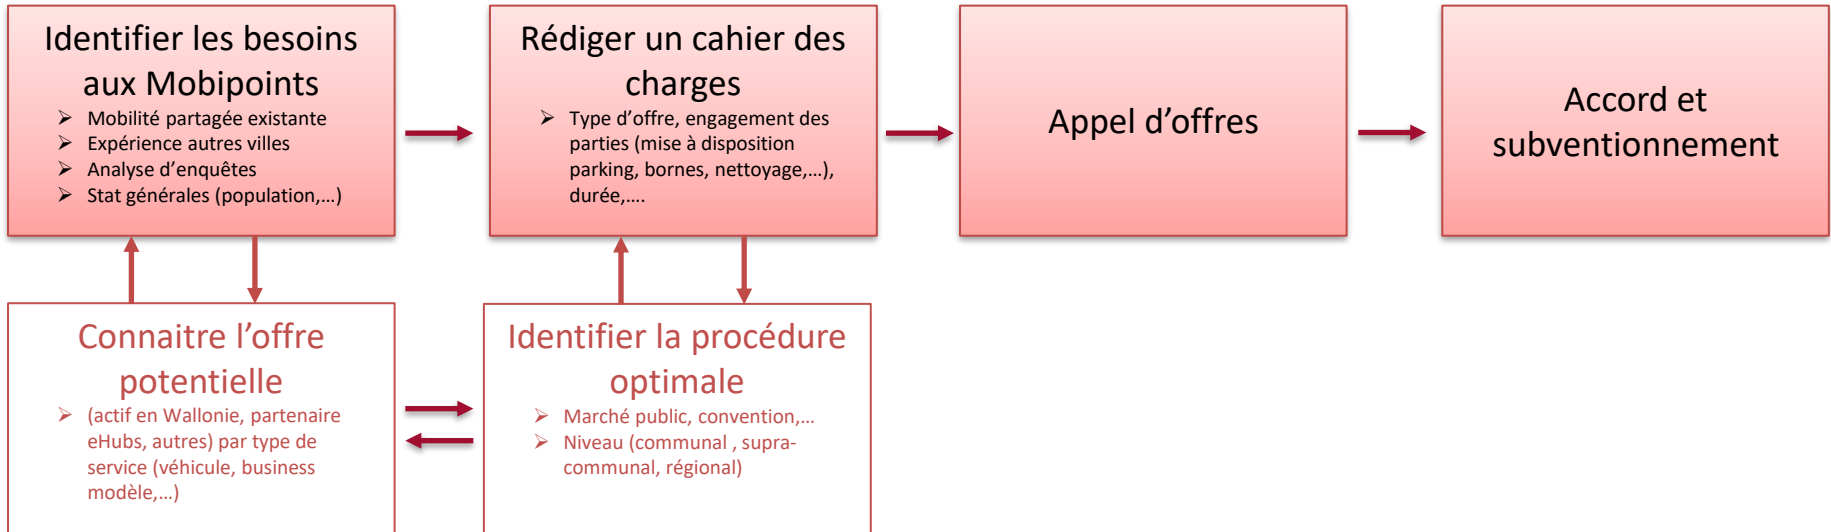 Identifier les besoins
aux Mobipoints
➢ Mobilité partagée existante
➢ Expérience autres villes
➢ Analyse d’enquêtes
➢ Stat générales (population,…)
Rédiger un cahier des
charges
➢ Type d’offre, engagement des
parties (mise à disposition
parking, bornes, nettoyage,…),
durée,….
Appel d’offres
Accord et
subventionnement
Connaitre l’offre
potentielle
➢ (actif en Wallonie, partenaire
eHubs, autres) par type de
service (véhicule, business
modèle,…)
Identifier la procédure
optimale
➢ Marché public, convention,…
➢ Niveau (communal , supra-
communal, régional)